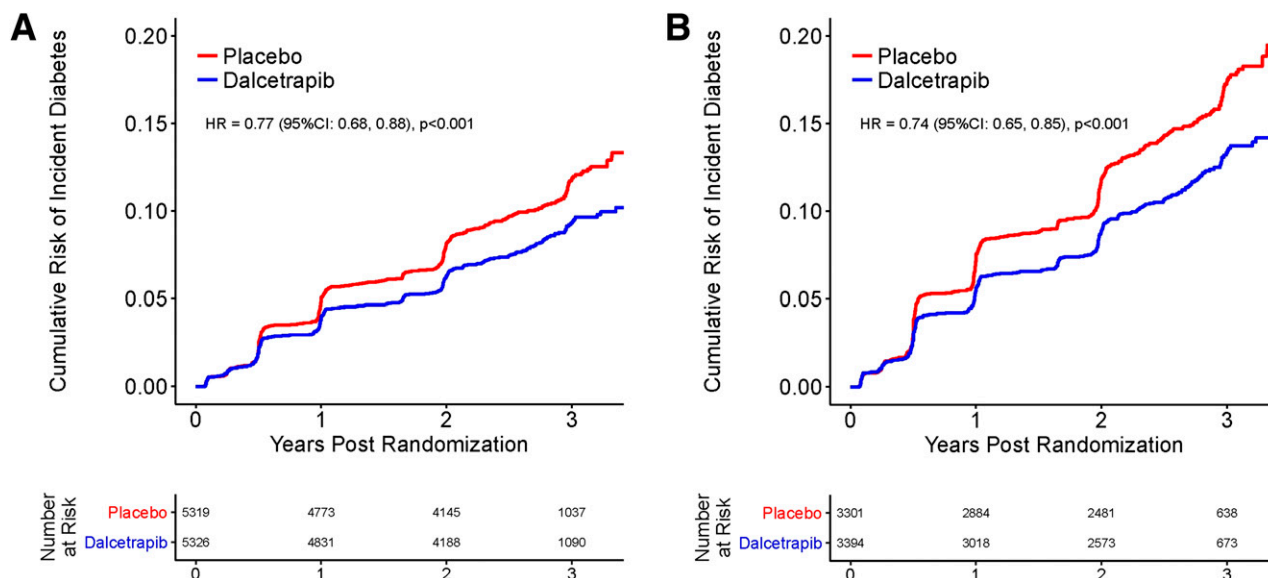 A
Cumulative Risk of Incident Diabetes
0.20
0.15
0.10
0.05
0.00
Placebo
Dalcetrapib
HR = 0.77 (95%CI: 0.68, 0.88), p<0.001
0 1 2 3
Years Post Randomization
Number
at Risk
Placebo 5319 4773 4145 1037
Dalcetrapib 5326 4831 4188 1090
0 1 2 3
B
Cumulative Risk of Incident Diabetes
0.20
0.15
0.10
0.05
0.00
Placebo
Dalcetrapib
HR = 0.74 (95%CI: 0.65, 0.85), p<0.001
0 1 2 3
Years Post Randomization
Number
at Risk
Placebo 3301 2884 2481 638
Dalcetrapib 3394 3018 2573 673
0 1 2 3